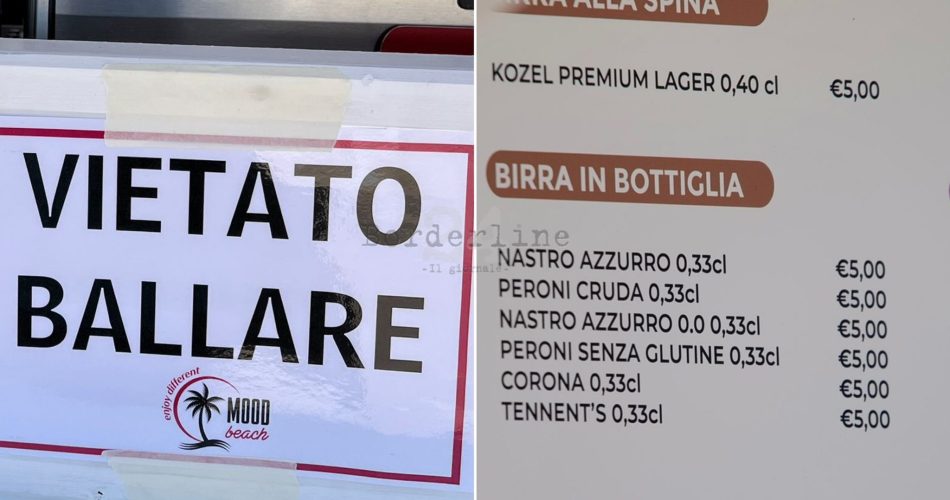 VIETATO
BALLARE
enjoy different
MOOD
beach
BIRRA ALLA SPINA
KOZEL PREMIUM LAGER 0,40 cl €5,00
BIRRA IN BOTTIGLIA
NASTRO AZZURRO 0,33cl €5,00
PERONI CRUDA 0,33cl €5,00
NASTRO AZZURRO 0.0 0,33cl €5,00
PERONI SENZA GLUTINE 0,33cl €5,00
CORONA 0,33cl €5,00
TENNENT'S 0,33cl €5,00
Borderline
24
-Il giornale-